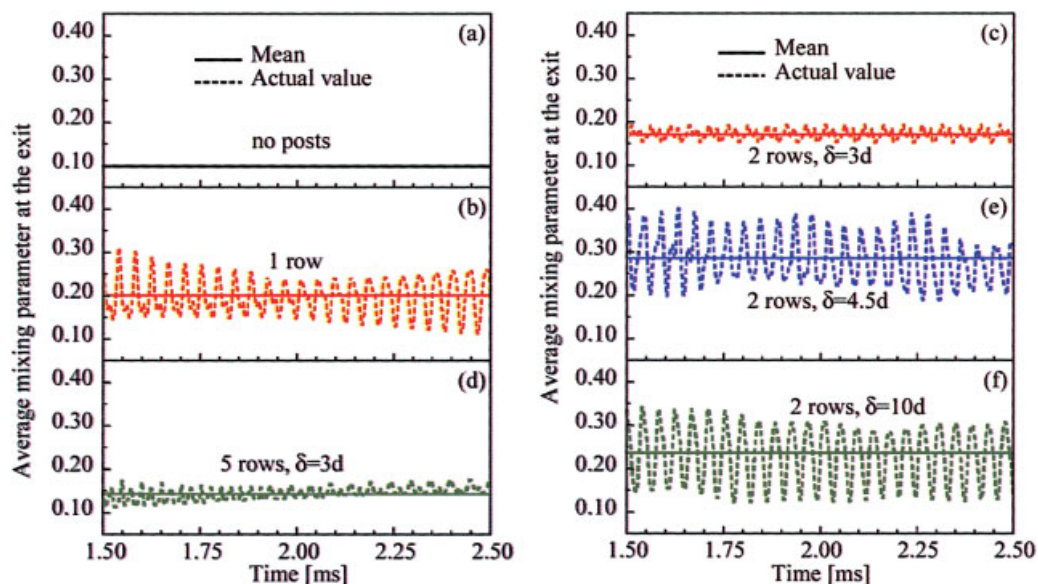 0.40
(a)
Mean
0.30
Actual value
0.20
no posts
0.10
0.40
(b)
0.30
1 row
0.20
0.10
0.40
(d)
0.30
5 rows, δ=3d
0.20
0.10
1.50 1.75 2.00 2.25 2.50
Time [ms]
Average mixing parameter at the exit
0.40
(c)
Mean
0.30
Actual value
0.20
2 rows, δ=3d
0.10
0.40
(e)
0.30
0.20
2 rows, δ=4.5d
0.10
0.40
(f)
2 rows, δ=10d
0.30
0.20
0.10
1.50 1.75 2.00 2.25 2.50
Time [ms]
Average mixing parameter at the exit